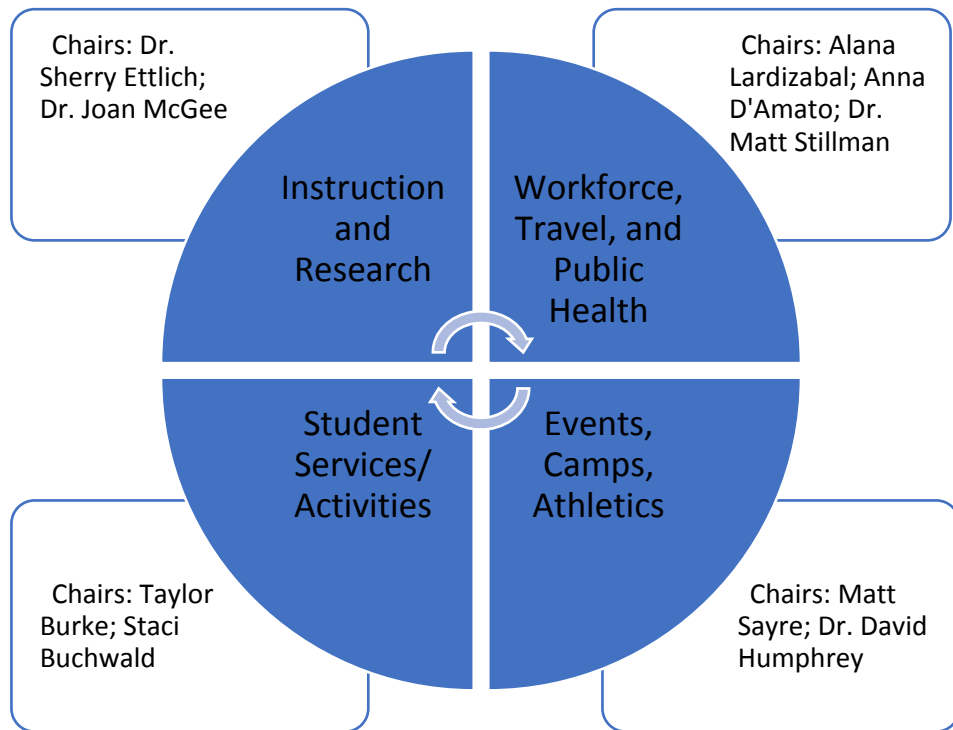 Chairs: Dr.
Sherry Ettlich;
Dr. Joan McGee
Chairs: Alana
Lardizabal; Anna
D'Amato; Dr.
Matt Stillman
Instruction
and
Research
Workforce,
Travel, and
Public
Health
Student
Services/
Activities
Events,
Camps,
Athletics
Chairs: Taylor
Burke; Staci
Buchwald
Chairs: Matt
Sayre; Dr. David
Humphrey